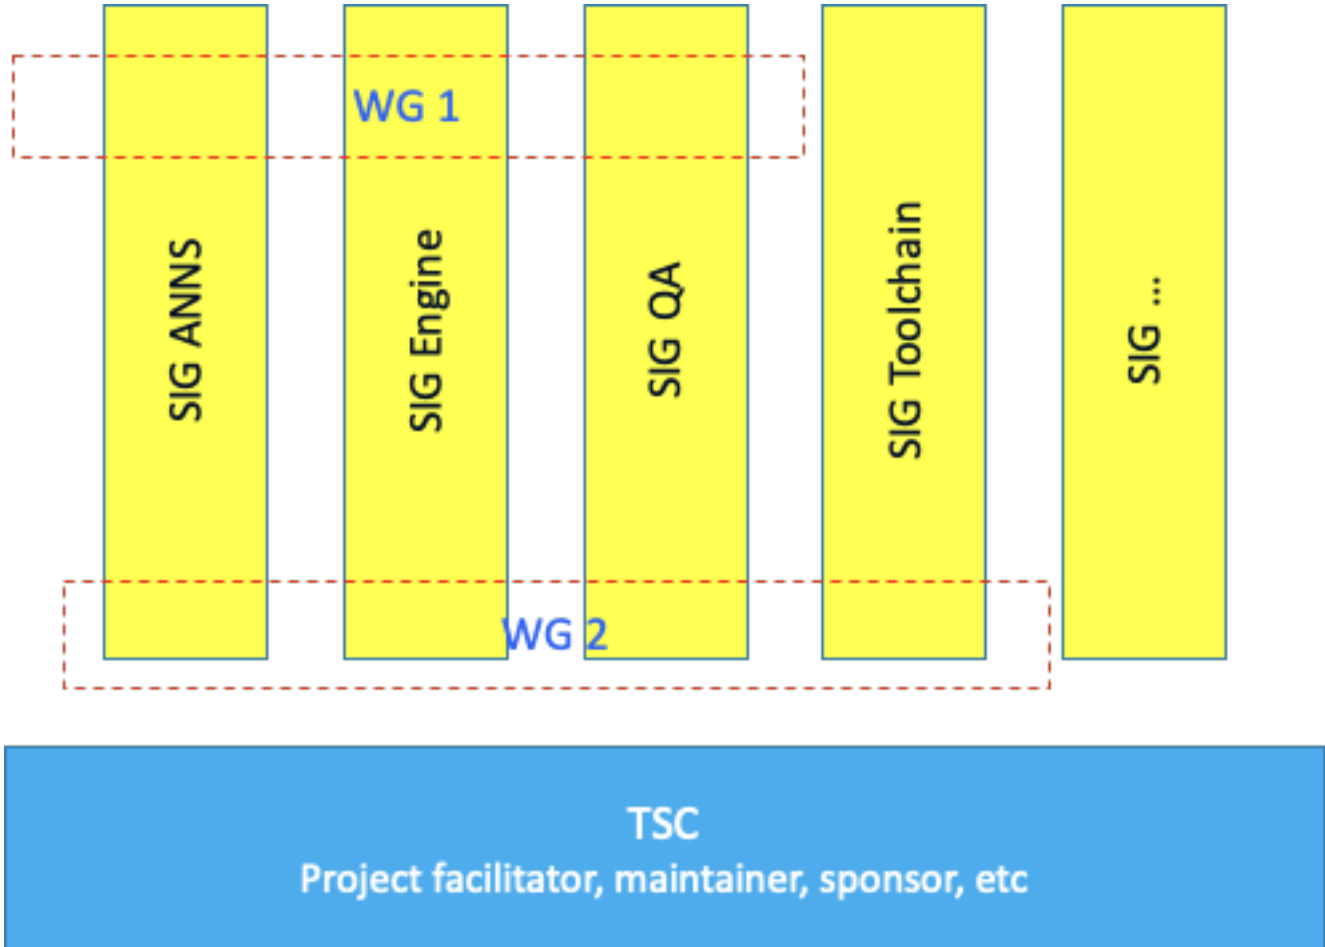 WG 1
SIG ANNS
SIG Engine
SIG QA
SIG Toolchain
SIG ...
WG 2
TSC
Project facilitator, maintainer, sponsor, etc